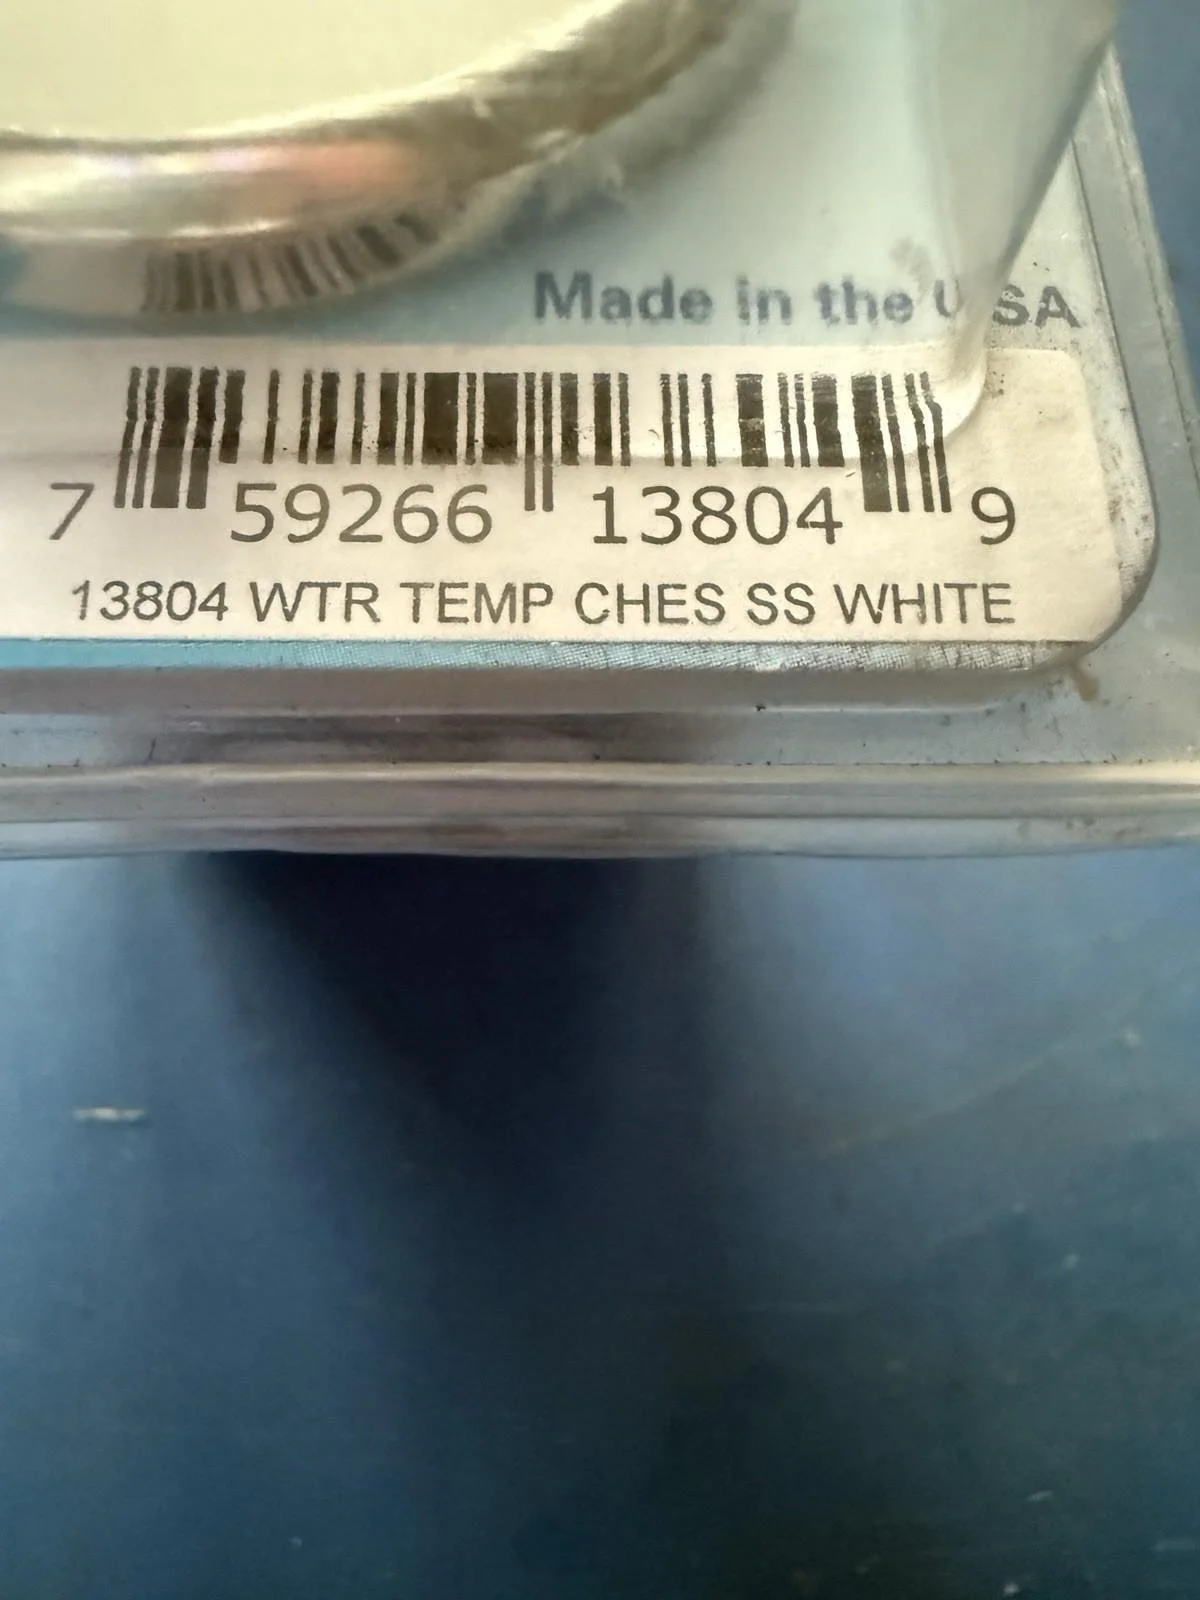 Made in the USA
7 59266 13804 9
13804 WTR TEMP CHES SS WHITE